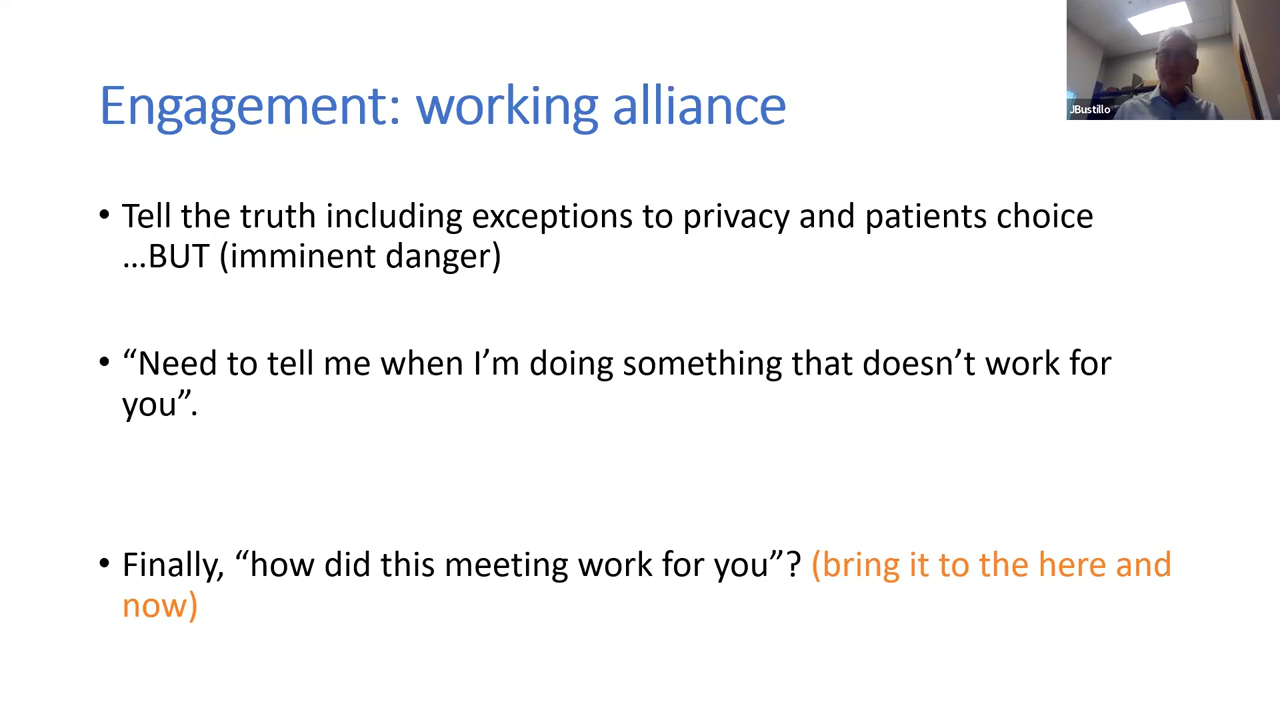 Engagement: working alliance
JBustillo
• Tell the truth including exceptions to privacy and patients choice
…BUT (imminent danger)
• “Need to tell me when I’m doing something that doesn’t work for
you”.
• Finally, “how did this meeting work for you”? (bring it to the here and
now)